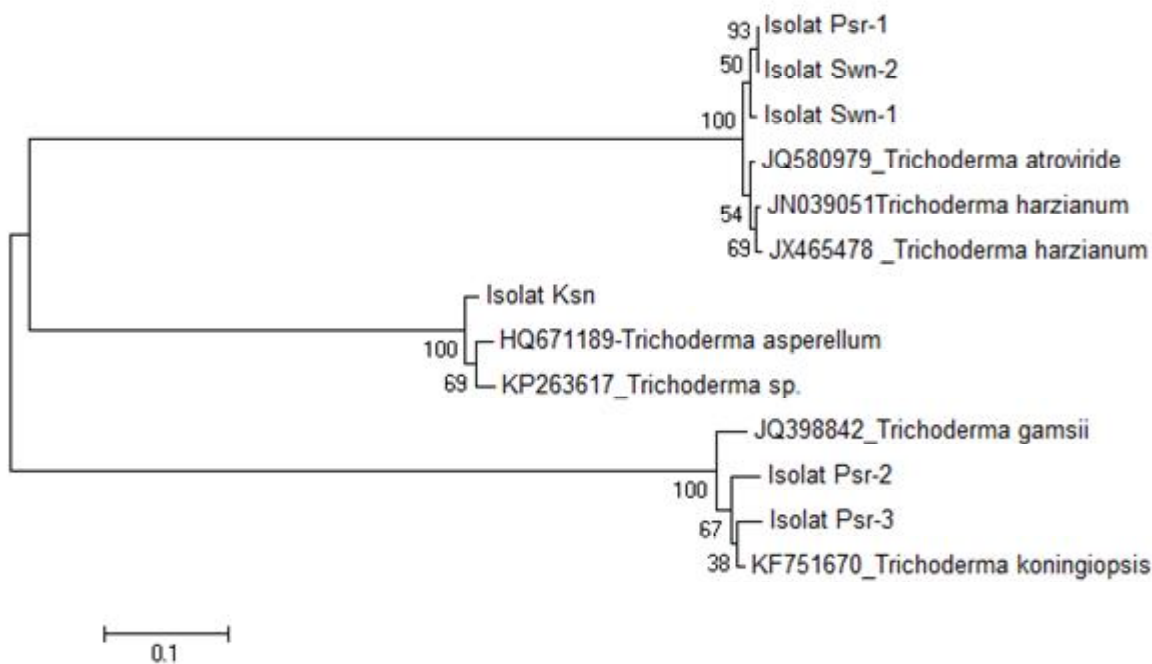 93
Isolat Psr-1
50
Isolat Swn-2
Isolat Swn-1
100
JQ580979_Trichoderma atroviride
JN039051Trichoderma harzianum
54
69
JX465478 _Trichoderma harzianum
Isolat Ksn
HQ671189-Trichoderma asperellum
100
69
KP263617_Trichoderma sp.
JQ398842_Trichoderma gamsii
Isolat Psr-2
100
Isolat Psr-3
67
38
KF751670_Trichoderma koningiopsis
0.1